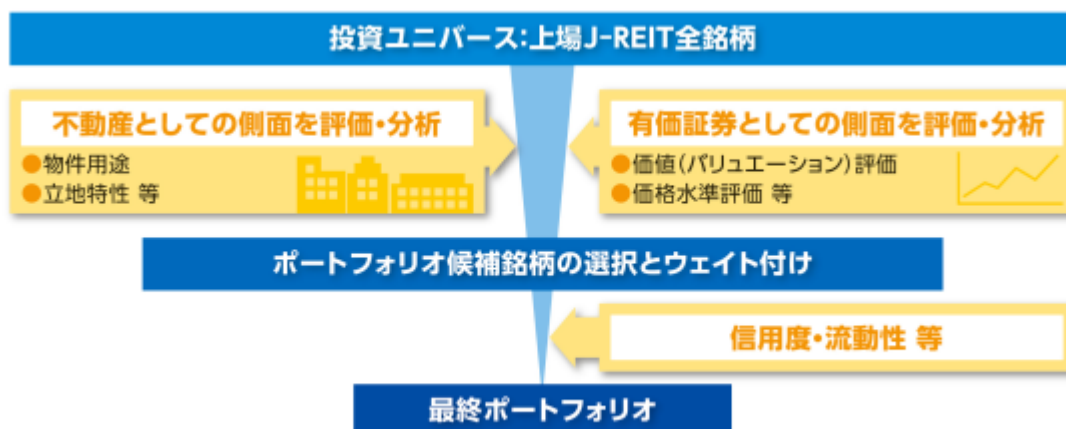 投資ユニバース:上場J-REIT全銘柄
不動産としての側面を評価・分析
●物件用途
●立地特性 等
有価証券としての側面を評価・分析
●価値(バリュエーション)評価
●価格水準評価 等
ポートフォリオ候補銘柄の選択とウェイト付け
信用度・流動性 等
最終ポートフォリオ